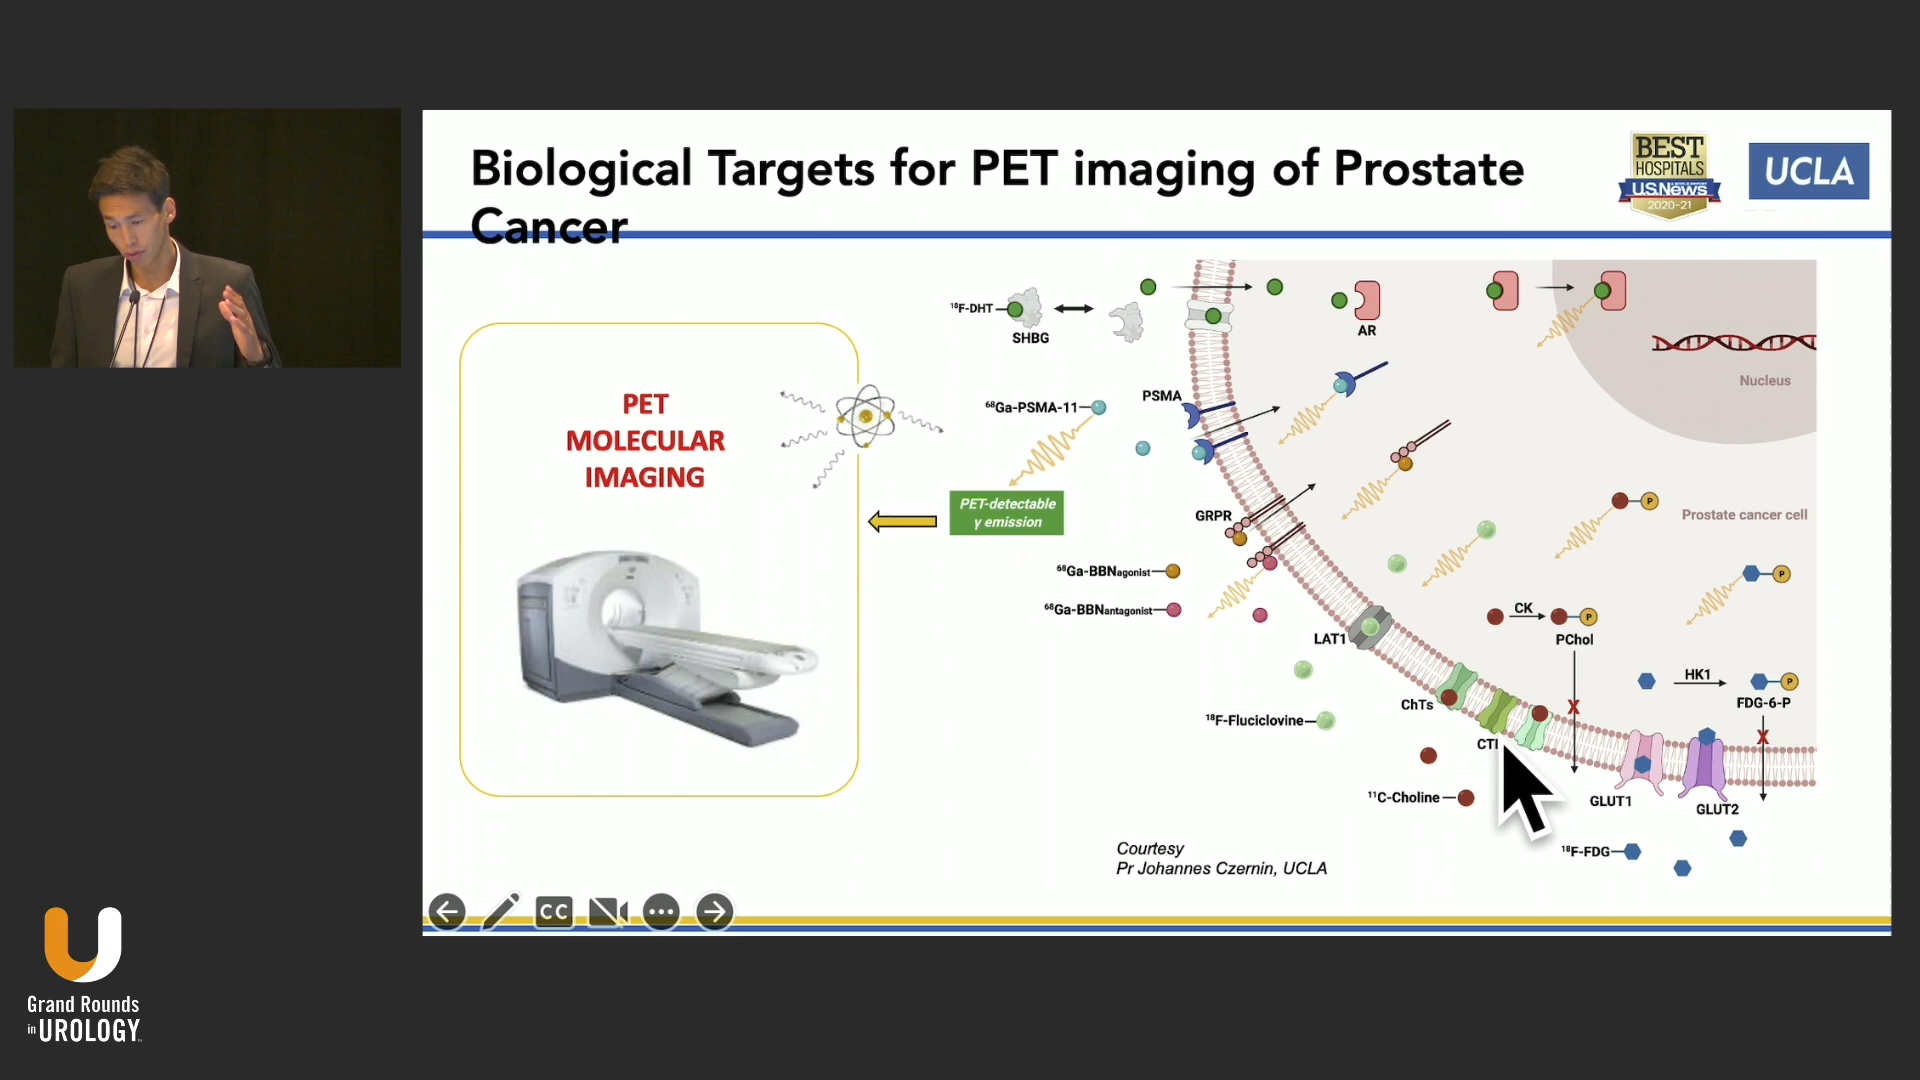 Biological Targets for PET imaging of Prostate
Cancer
BEST
HOSPITALS
U.S.News
2020-21
UCLA
PET
MOLECULAR
IMAGING
¹⁸F-DHT
SHBG
AR
Nucleus
PSMA
⁶⁸Ga-PSMA-11
PET-detectable
γ emission
GRPR
Prostate cancer cell
⁶⁸Ga-BBNagonist
⁶⁸Ga-BBNantagonist
P
P
LAT1
CK
P
PChol
HK1
P
FDG-6-P
X
X
ChTs
¹⁸F-Fluciclovine
¹¹C-Choline
GLUT1
GLUT2
¹⁸F-FDG
Courtesy
Pr Johannes Czernin, UCLA
CC
Grand Rounds
in UROLOGY